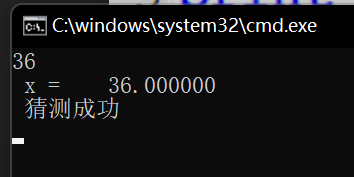 C:\windows\system32\cmd.exe
36
x =    36.000000
猜测成功